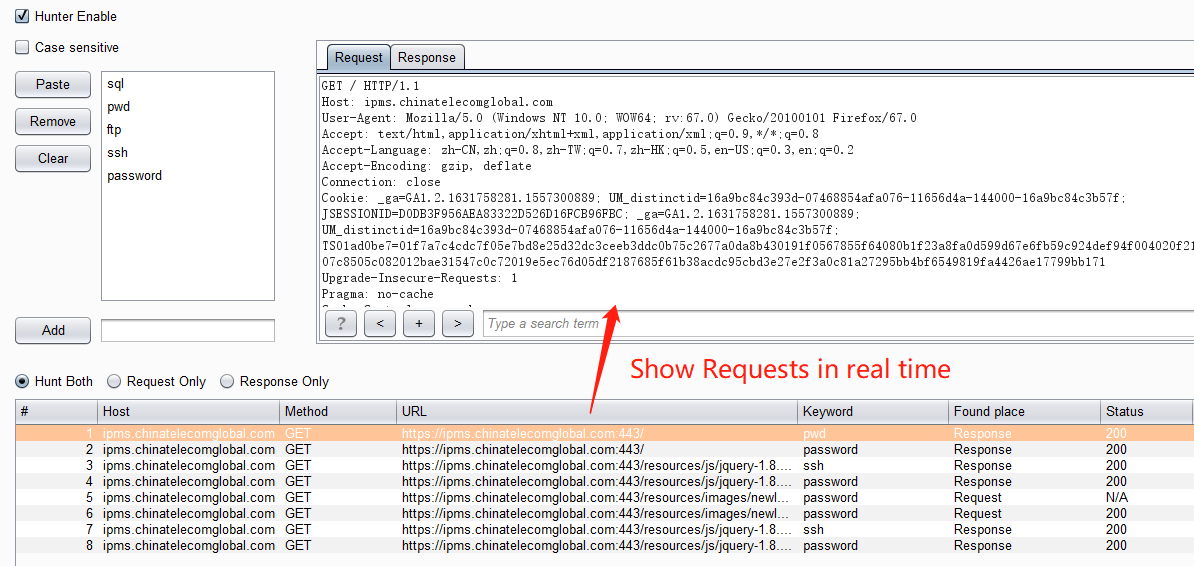 Hunter Enable
Case sensitive
Paste
Remove
Clear
sql
pwd
ftp
ssh
password
Add
Request Response
GET / HTTP/1.1
Host: ipms.chinatelecomglobal.com
User-Agent: Mozilla/5.0 (Windows NT 10.0; WOW64; rv:67.0) Gecko/20100101 Firefox/67.0
Accept: text/html,application/xhtml+xml,application/xml;q=0.9,*/*;q=0.8
Accept-Language: zh-CN,zh;q=0.8,zh-TW;q=0.7,zh-HK;q=0.5,en-US;q=0.3,en;q=0.2
Accept-Encoding: gzip, deflate
Connection: close
Cookie: _ga=GA1.2.1631758281.1557300889; UM_distinctid=16a9bc84c393d-07468854afa076-11656d4a-144000-16a9bc84c3b57f;
JSESSIONID=D0DB3F956AEA83322D526D16FCB96FBC; _ga=GA1.2.1631758281.1557300889;
UM_distinctid=16a9bc84c393d-07468854afa076-11656d4a-144000-16a9bc84c3b57f;
TS01ad0be7=01f7a7c4cdc7f05e7bd8e25d32dc3ceeb3ddc0b75c2677a0da8b430191f0567855f64080b1f23a8fa0d599d67e6fb59c924def94f004020f21
07c8505c082012bae31547c0c72019e5ec76d05df2187685f61b38acdc95cbd3e27e2f3a0c81a27295bb4bf6549819fa4426ae17799bb171
Upgrade-Insecure-Requests: 1
Pragma: no-cache
? < + > Type a search term
Show Requests in real time
Hunt Both Request Only Response Only
# Host Method URL Keyword Found place Status
1 ipms.chinatelecomglobal.com GET https://ipms.chinatelecomglobal.com:443/ pwd Response 200
2 ipms.chinatelecomglobal.com GET https://ipms.chinatelecomglobal.com:443/ password Response 200
3 ipms.chinatelecomglobal.com GET https://ipms.chinatelecomglobal.com:443/resources/js/jquery-1.8.... ssh Response 200
4 ipms.chinatelecomglobal.com GET https://ipms.chinatelecomglobal.com:443/resources/js/jquery-1.8.... password Response 200
5 ipms.chinatelecomglobal.com GET https://ipms.chinatelecomglobal.com:443/resources/images/newl... password Request N/A
6 ipms.chinatelecomglobal.com GET https://ipms.chinatelecomglobal.com:443/resources/images/newl... password Request 200
7 ipms.chinatelecomglobal.com GET https://ipms.chinatelecomglobal.com:443/resources/js/jquery-1.8.... ssh Response 200
8 ipms.chinatelecomglobal.com GET https://ipms.chinatelecomglobal.com:443/resources/js/jquery-1.8.... password Response 200